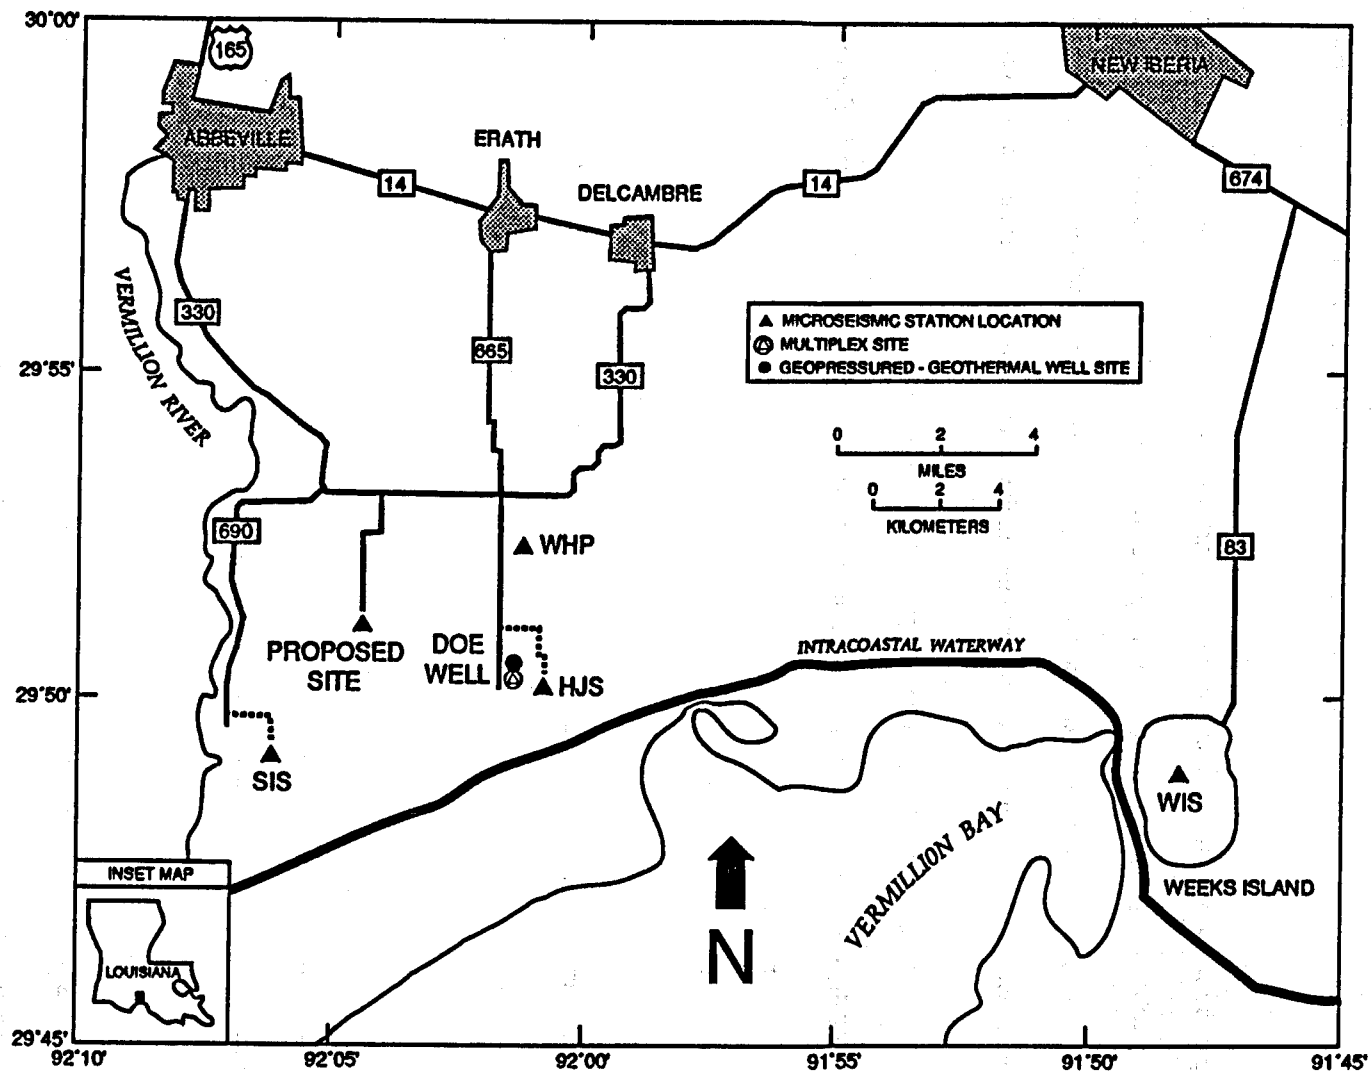 30°00'
165
NEW IBERIA
ABBEVILLE
ERATH
14
DELCAMBRE
14
674
VERMILLION RIVER
330
▲ MICROSEISMIC STATION LOCATION
MULTIPLEX SITE
● GEOPRESSURED - GEOTHERMAL WELL SITE
665
29°55'
330
0 2 4
MILES
0 2 4
KILOMETERS
690
WHP
83
PROPOSED
SITE
DOE
WELL
INTRACOASTAL WATERWAY
HJS
29°50'
SIS
WIS
VERMILLION BAY
INSET MAP
WEEKS ISLAND
N
LOUISIANA
29°45'
92°10' 92°05' 92°00' 91°55' 91°50' 91°45'